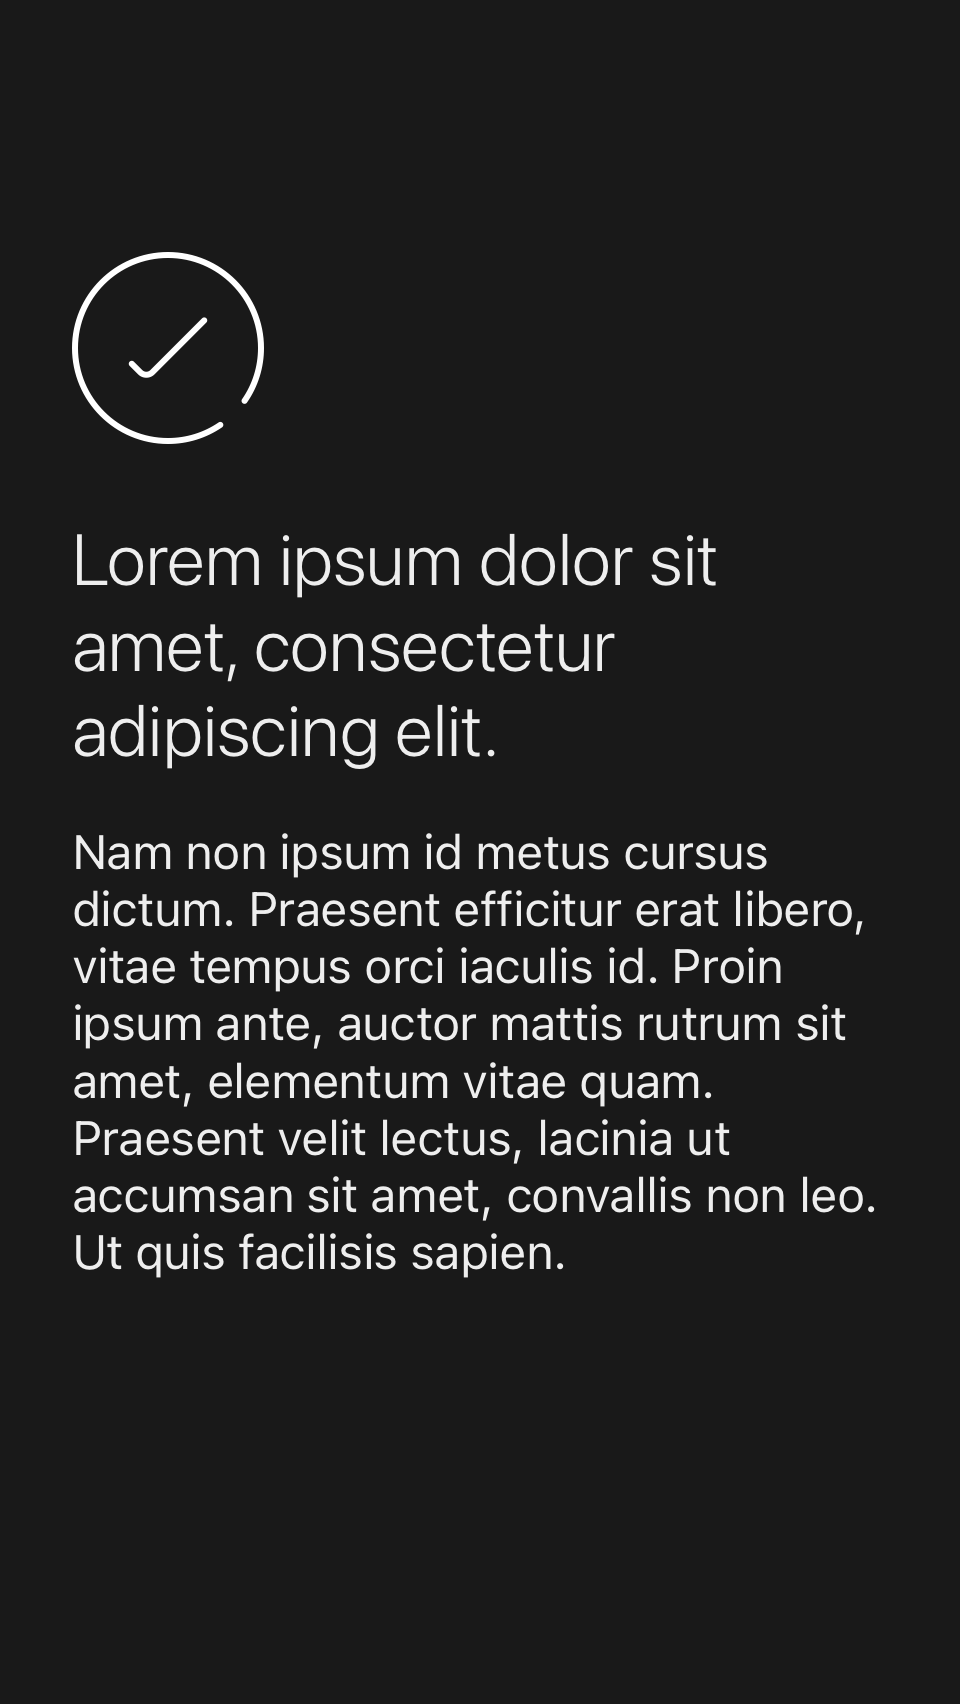 Lorem ipsum dolor sit
amet, consectetur
adipiscing elit.
Nam non ipsum id metus cursus
dictum. Praesent efficitur erat libero,
vitae tempus orci iaculis id. Proin
ipsum ante, auctor mattis rutrum sit
amet, elementum vitae quam.
Praesent velit lectus, lacinia ut
accumsan sit amet, convallis non leo.
Ut quis facilisis sapien.